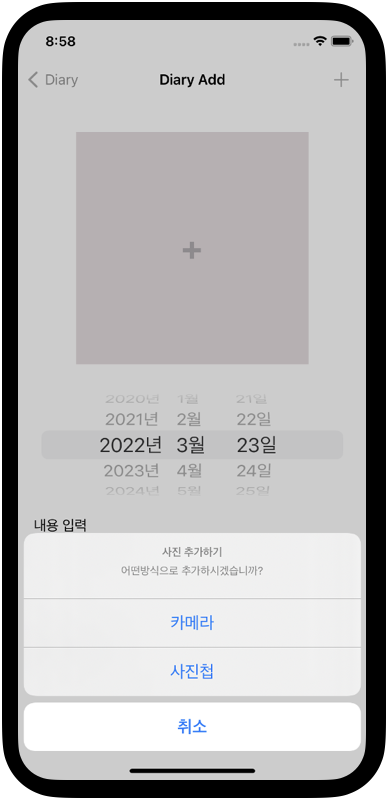 8:58
Diary
Diary Add
2020년 1월 21일
2021년 2월 22일
2022년 3월 23일
2023년 4월 24일
2024년 5월 25일
내용 입력
사진 추가하기
어떤방식으로 추가하시겠습니까?
카메라
사진첩
취소